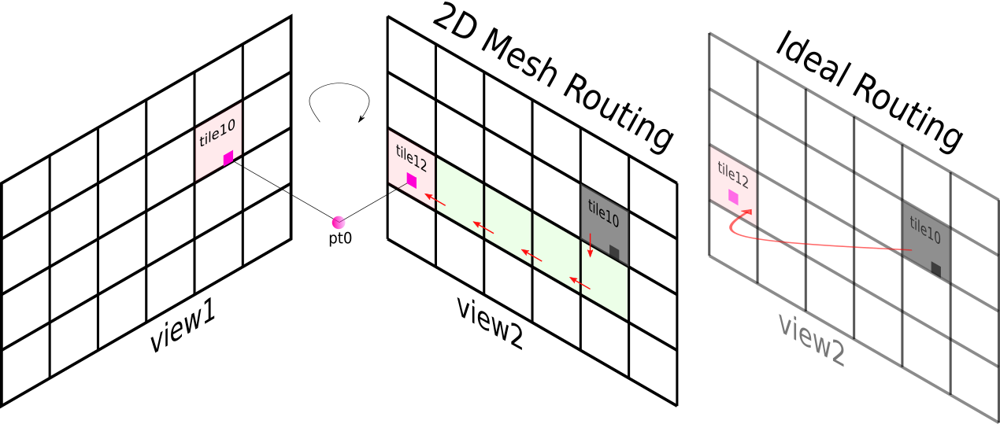 2D Mesh Routing
Ideal Routing
tile10
tile12
tile10
tile12
tile10
pt0
view1
view2
view2